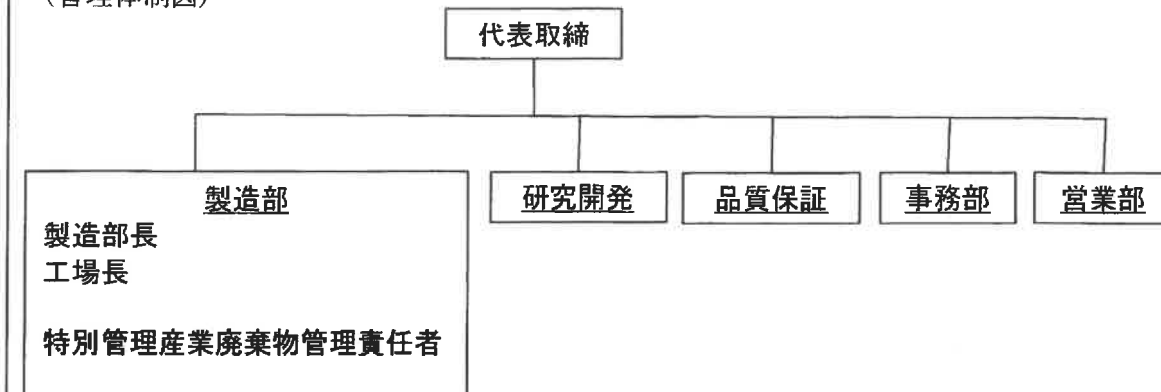 (管理体制図)
代表取締
製造部
製造部長
工場長
特別管理産業廃棄物管理責任者
研究開発
品質保証
事務部
営業部